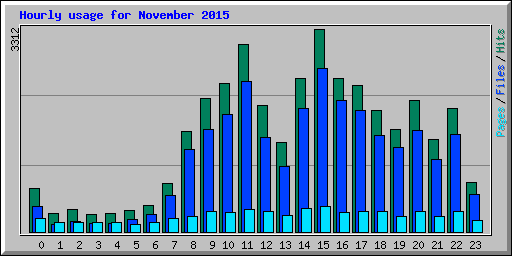 Hourly usage for November 2015
3312
Pages / Files / Hits
0 1 2 3 4 5 6 7 8 9 10 11 12 13 14 15 16 17 18 19 20 21 22 23